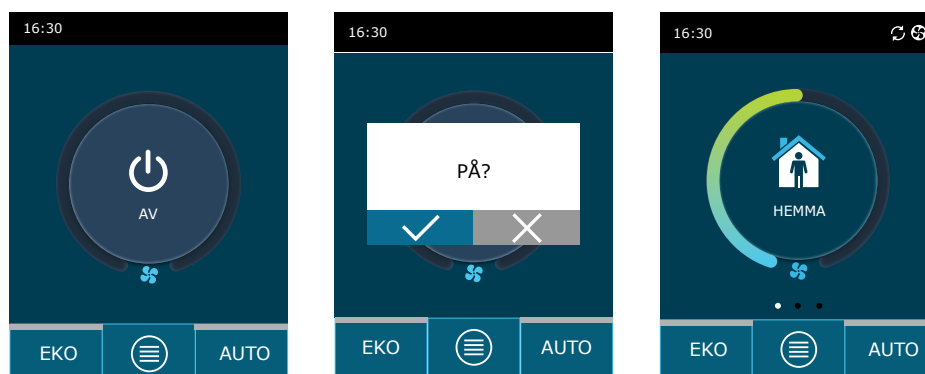 16:30
AV
EKO
AUTO
16:30
PÅ?
EKO
AUTO
16:30
HEMMA
EKO
AUTO